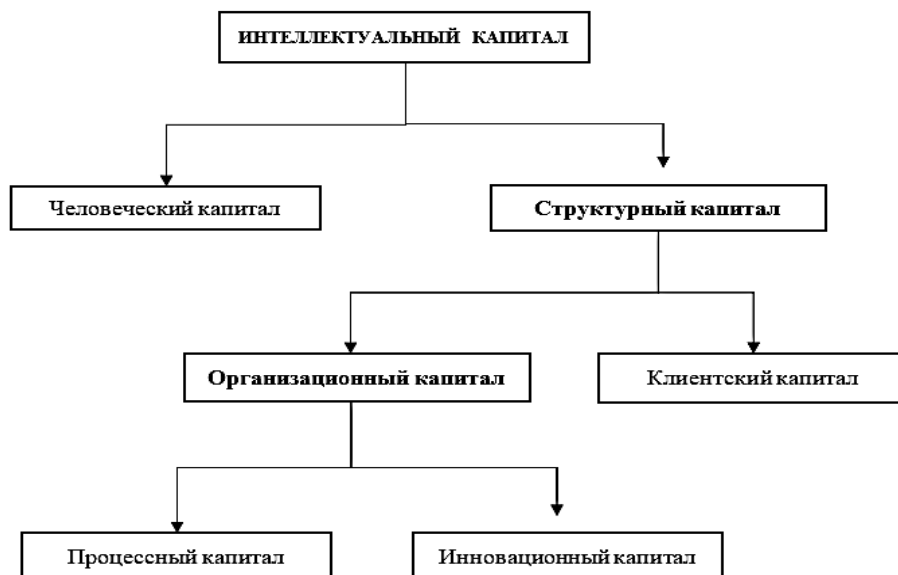 ИНТЕЛЛЕКТУАЛЬНЫЙ КАПИТАЛ
Человеческий капитал
Структурный капитал
Организационный капитал
Клиентский капитал
Процессный капитал
Инновационный капитал